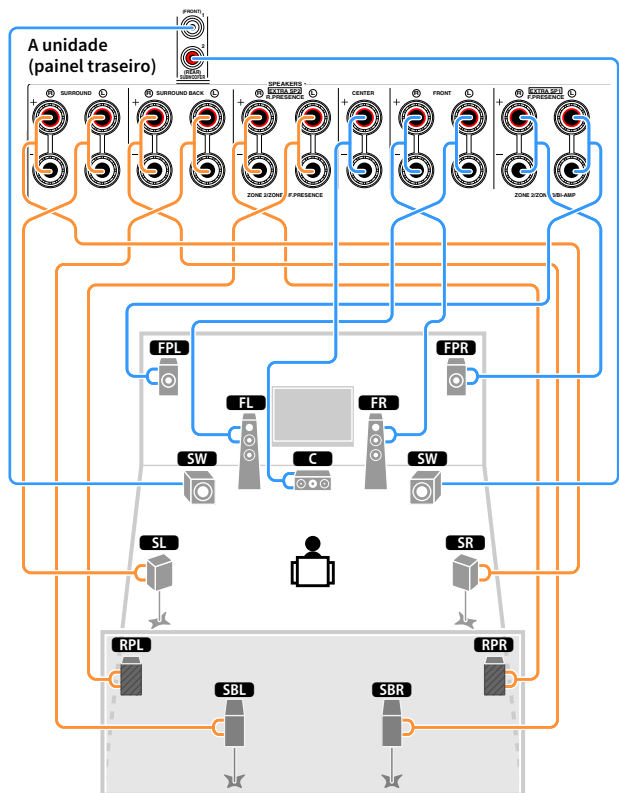 (FRONT) 1
A unidade
(painel traseiro)
2
(REAR)
SUBWOOFER
SPEAKERS
R SURROUND L
R SURROUND BACK L
R EXTRA SP2 L
R.PRESENCE
CENTER
R FRONT L
R EXTRA SP1 L
F.PRESENCE
+ + + + + +
- - - - - -
ZONE 2/ZONE F.PRESENCE
ZONE 2/ZONE 3/BI-AMP
FPL FPR
FL FR
SW C SW
SL SR
RPL RPR
SBL SBR